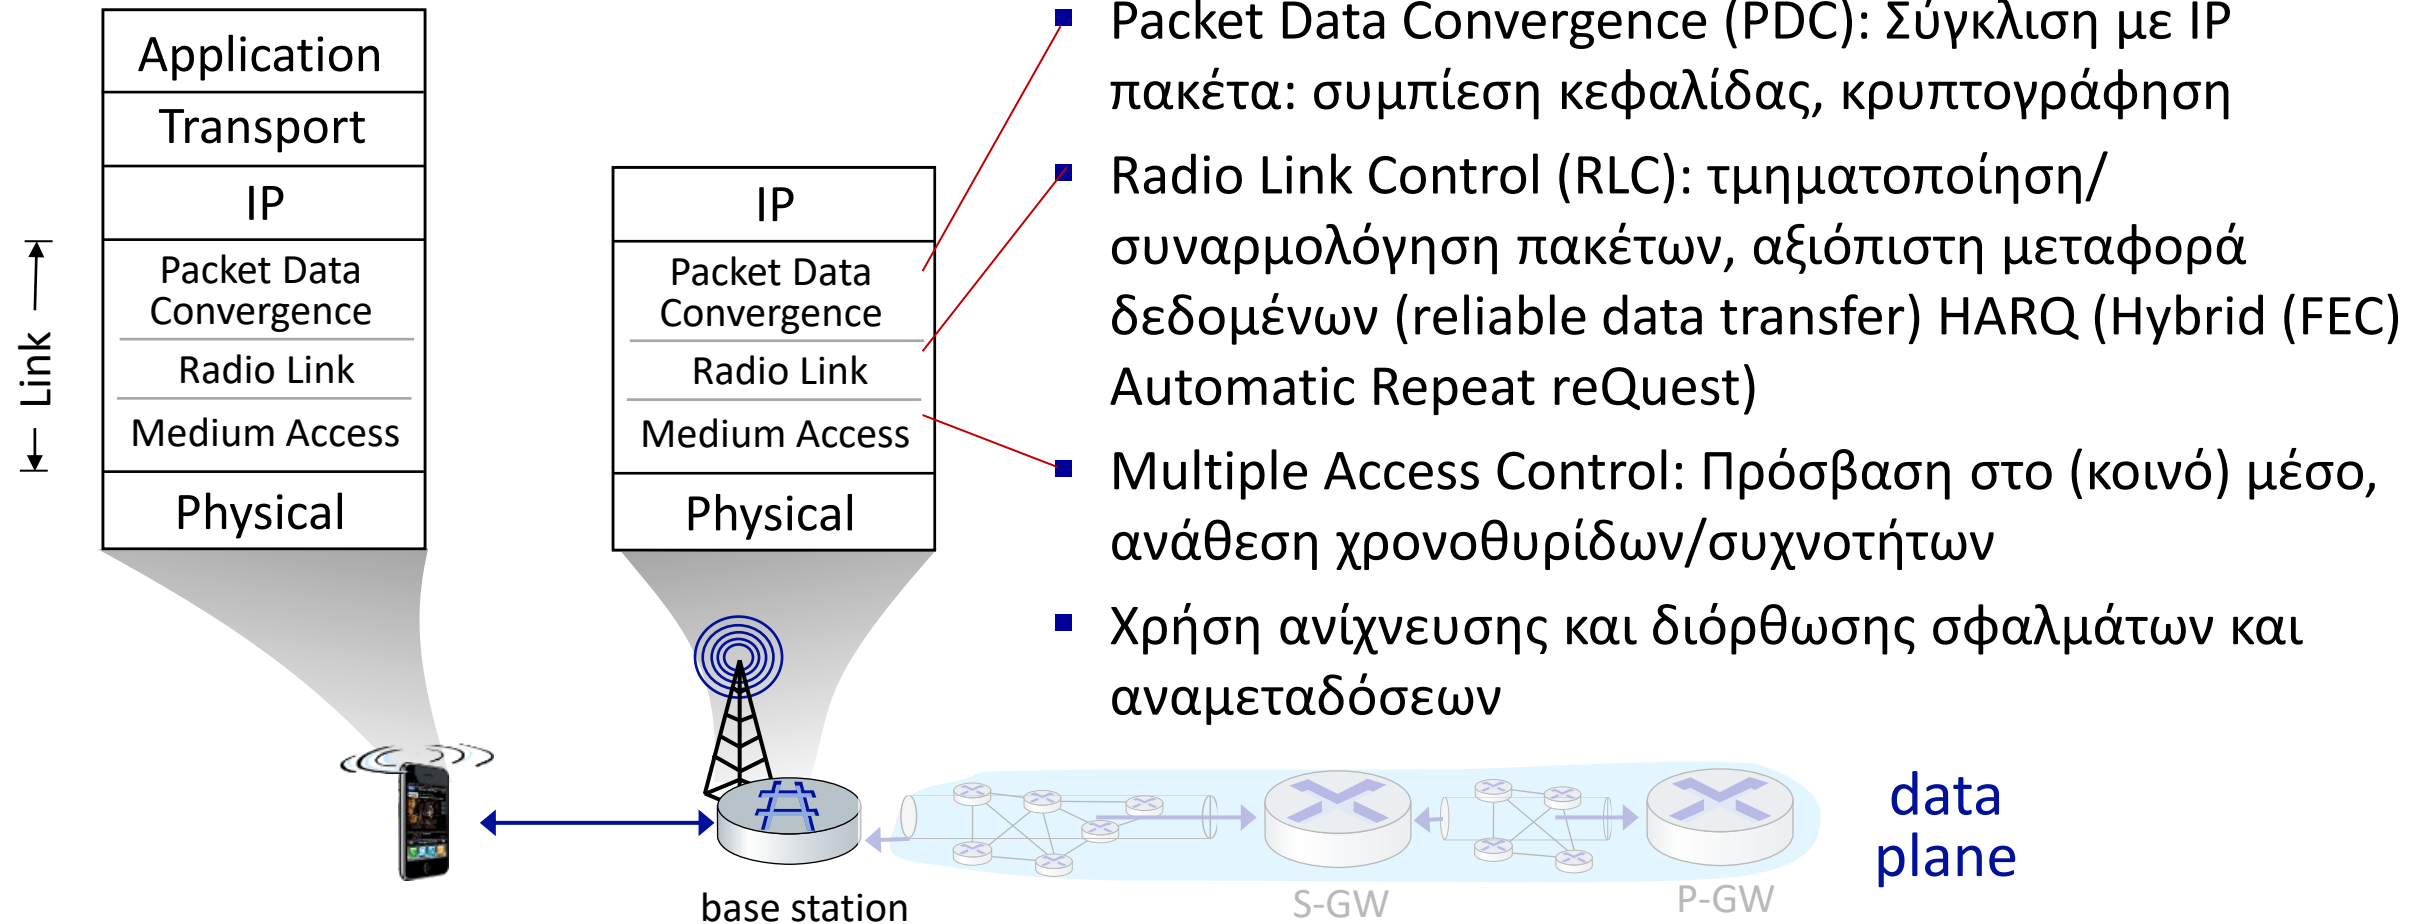 Application
Transport
IP
Packet Data
Convergence
Radio Link
Medium Access
Physical
Link
IP
Packet Data
Convergence
Radio Link
Medium Access
Physical
Packet Data Convergence (PDC): Σύγκλιση με IP
πακέτα: συμπίεση κεφαλίδας, κρυπτογράφηση
Radio Link Control (RLC): τμηματοποίηση/
συναρμολόγηση πακέτων, αξιόπιστη μεταφορά
δεδομένων (reliable data transfer) HARQ (Hybrid (FEC)
Automatic Repeat reQuest)
Multiple Access Control: Πρόσβαση στο (κοινό) μέσο,
ανάθεση χρονοθυρίδων/συχνοτήτων
Χρήση ανίχνευσης και διόρθωσης σφαλμάτων και
αναμεταδόσεων
base station
S-GW
P-GW
data
plane